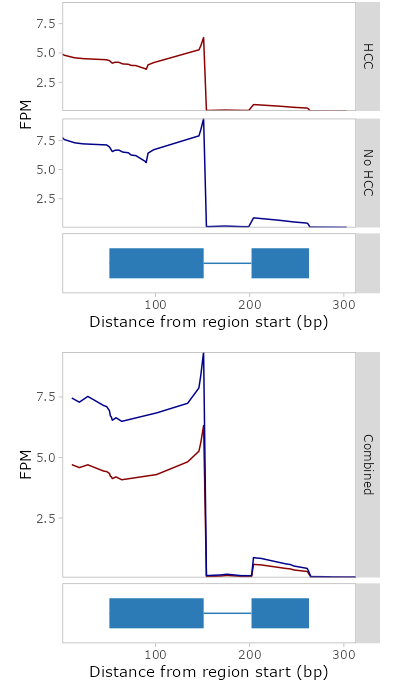 7.5
5.0
2.5
HCC
FPM
7.5
5.0
2.5
No HCC
100 200 300
Distance from region start (bp)
7.5
5.0
2.5
FPM
Combined
100 200 300
Distance from region start (bp)